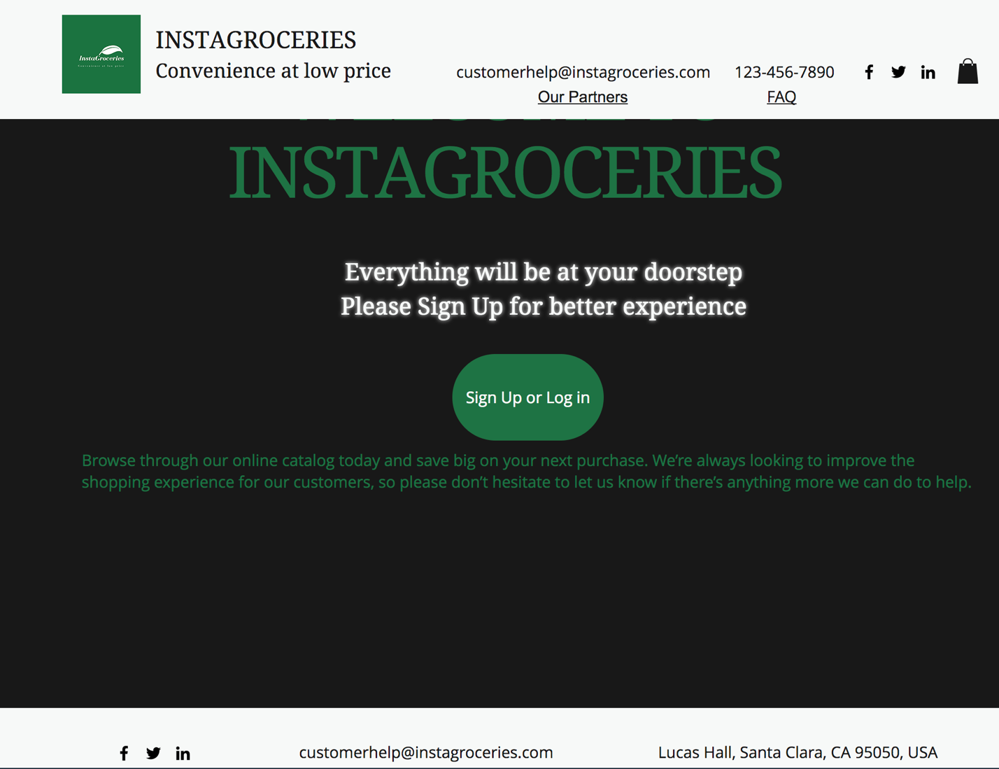 InstaGroceries
Convenience at low price
INSTAGROCERIES
Convenience at low price
customerhelp@instagroceries.com 123-456-7890
Our Partners FAQ
INSTAGROCERIES
Everything will be at your doorstep
Please Sign Up for better experience
Sign Up or Log in
Browse through our online catalog today and save big on your next purchase. We’re always looking to improve the
shopping experience for our customers, so please don’t hesitate to let us know if there’s anything more we can do to help.
customerhelp@instagroceries.com Lucas Hall, Santa Clara, CA 95050, USA